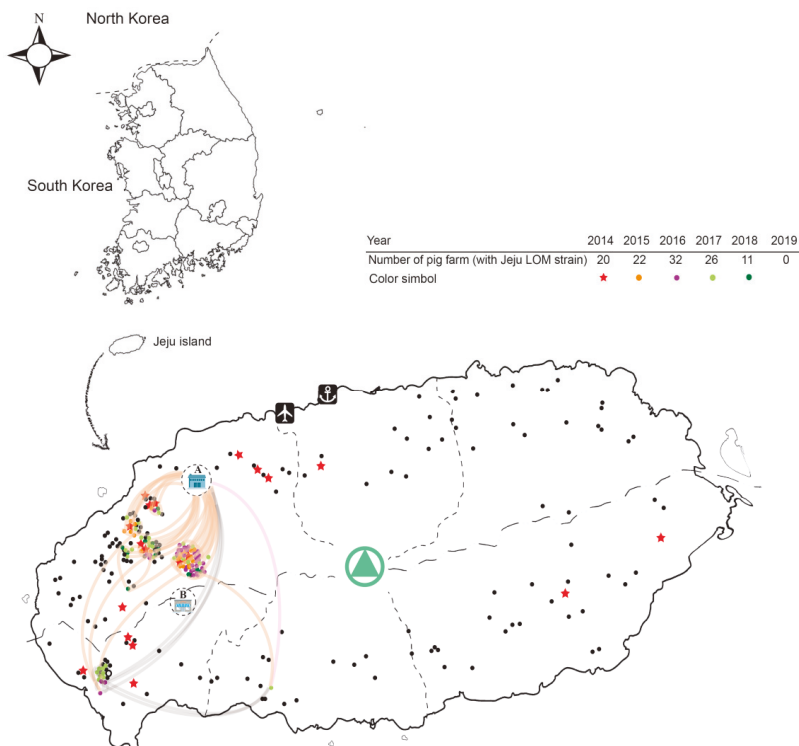 N
North Korea
South Korea
Year 2014 2015 2016 2017 2018 2019
Number of pig farm (with Jeju LOM strain) 20 22 32 26 11 0
Color simbol
Jeju island
A
B